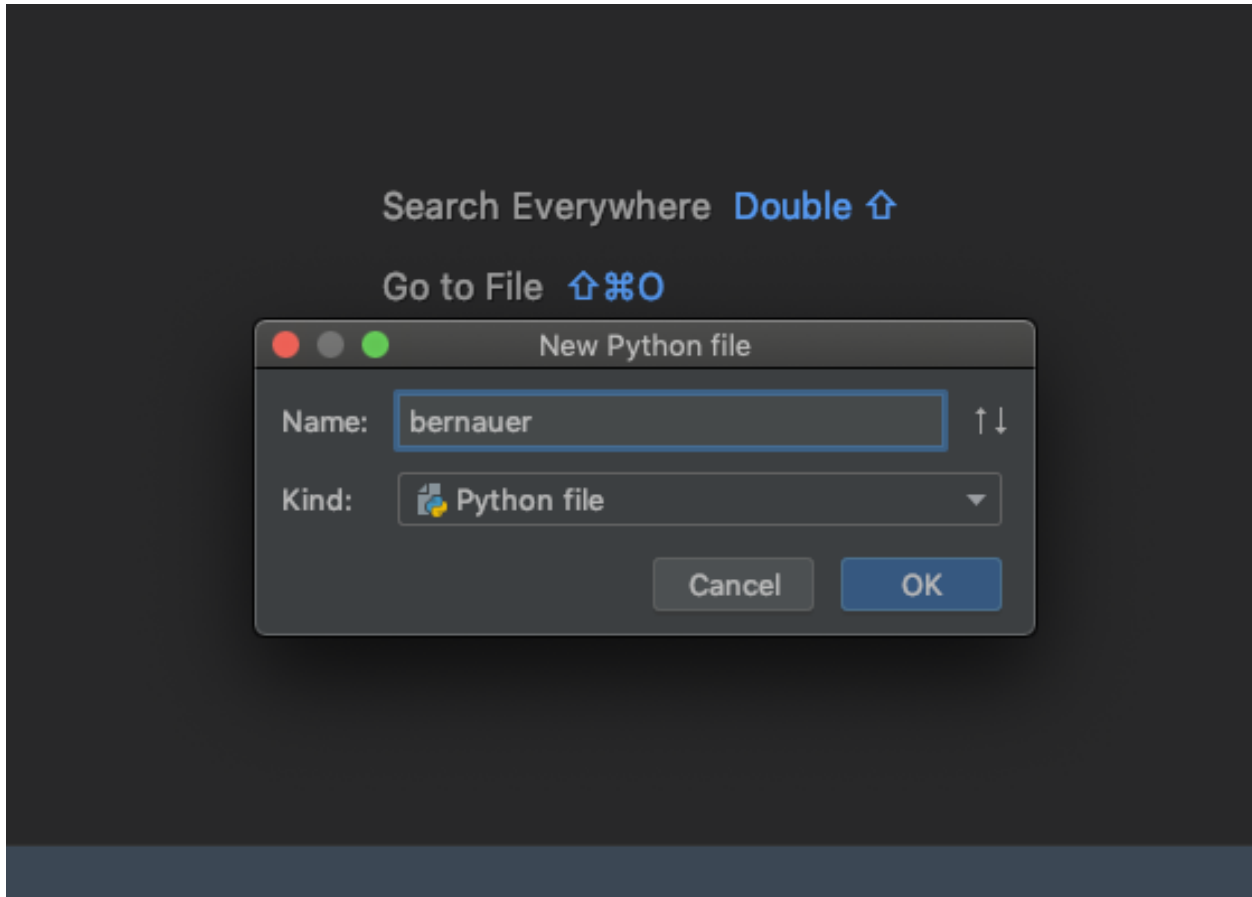 Search Everywhere Double ⇧
Go to File ⇧⌘O
New Python file
Name: bernauer
Kind: Python file
Cancel OK